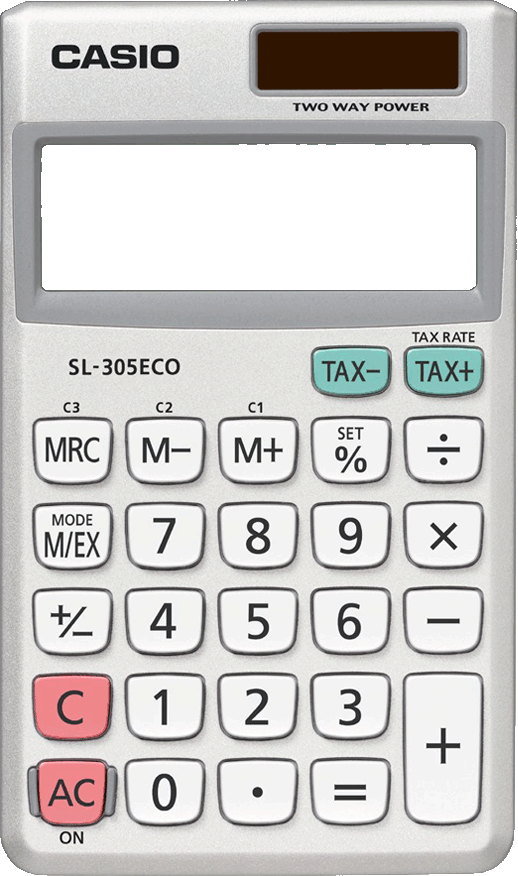 CASIO
TWO WAY POWER
TAX RATE
SL-305ECO TAX− TAX+
C3 C2 C1
MRC M− M+ SET % ÷
MODE M/EX 7 8 9 ×
+/− 4 5 6 −
C 1 2 3
+
AC 0 · =
ON